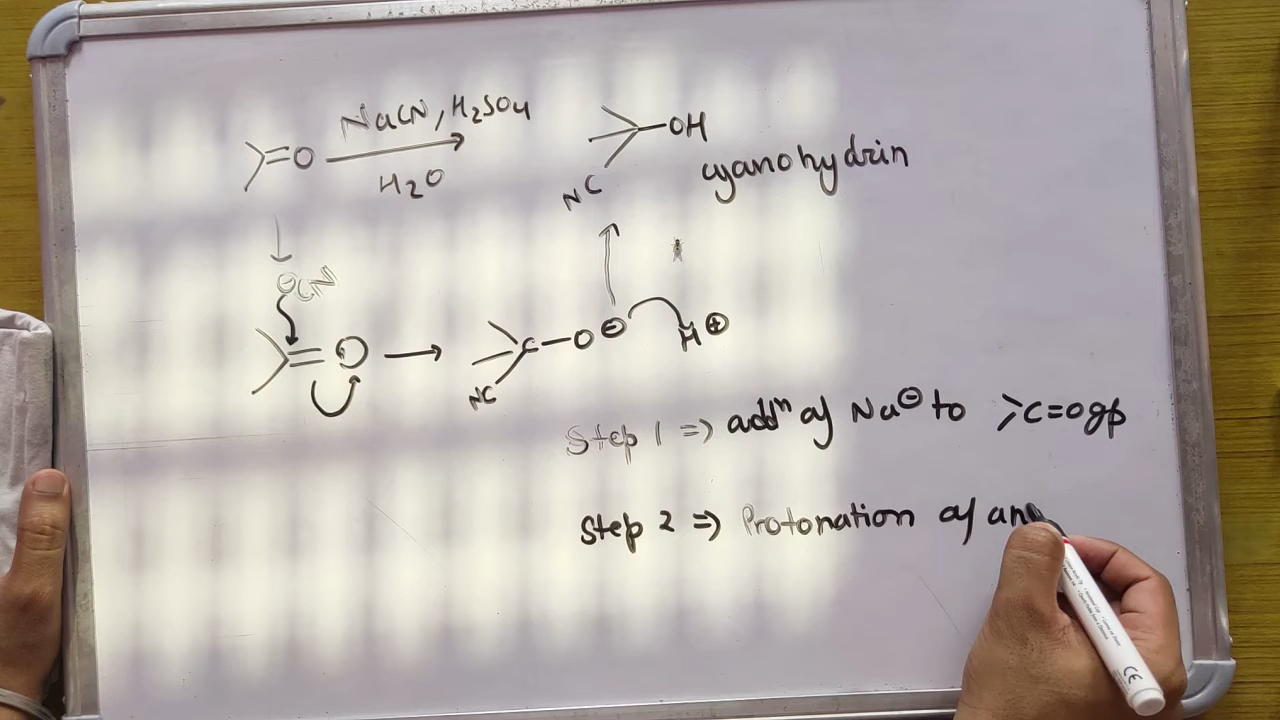 NaCN, H2SO4
=O
H2O
OH
NC
cyanohydrin
⊖CN
=O
C-O⊖
H⊕
NC
Step 1 => addn of Nu⊖ to >C=O gp
Step 2 => Protonation of an
CE